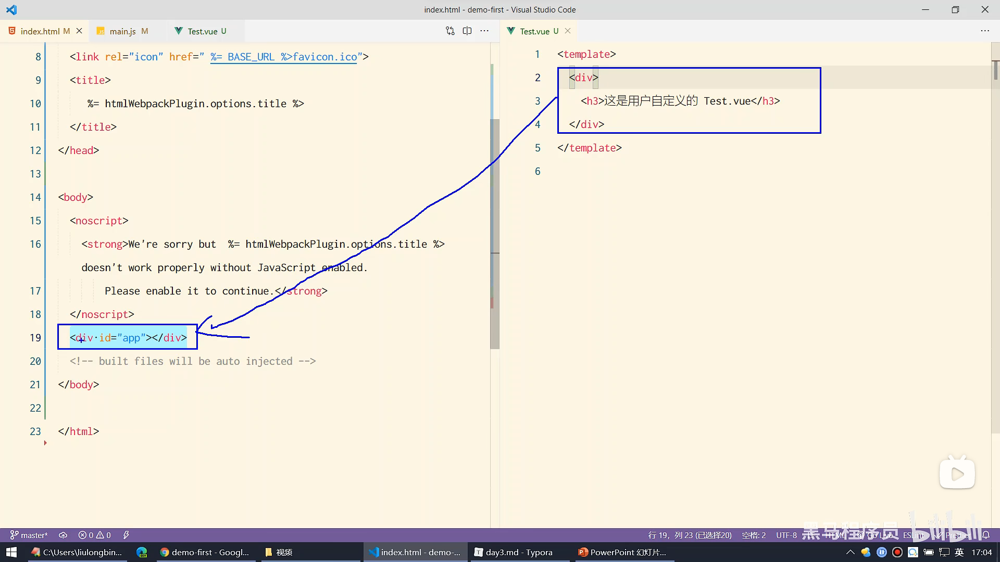 index.html - demo-first - Visual Studio Code
index.html M
main.js M
Test.vue U
8 <link rel="icon" href=" %= BASE_URL %>favicon.ico">
9 <title>
10 %= htmlWebpackPlugin.options.title %>
11 </title>
12 </head>
13
14 <body>
15 <noscript>
16 <strong>We're sorry but %= htmlWebpackPlugin.options.title %>
doesn't work properly without JavaScript enabled.
17 Please enable it to continue.</strong>
18 </noscript>
19 <div·id="app"></div>
20 <!-- built files will be auto injected -->
21 </body>
22
23 </html>
Test.vue U
1 <template>
2 <div>
3 <h3>这是用户自定义的 Test.vue</h3>
4 </div>
5 </template>
6
master* 0 0 行 19，列 23 (已选择20) 空格: 2 UTF-8 HTML Go Live ESLint Prettier
黑马程序员 bilibili
C:\Users\liulongbin... DEV demo-first - Googl... 视频 index.html - demo-... day3.md - Typora PowerPoint 幻灯片... 英 17:04